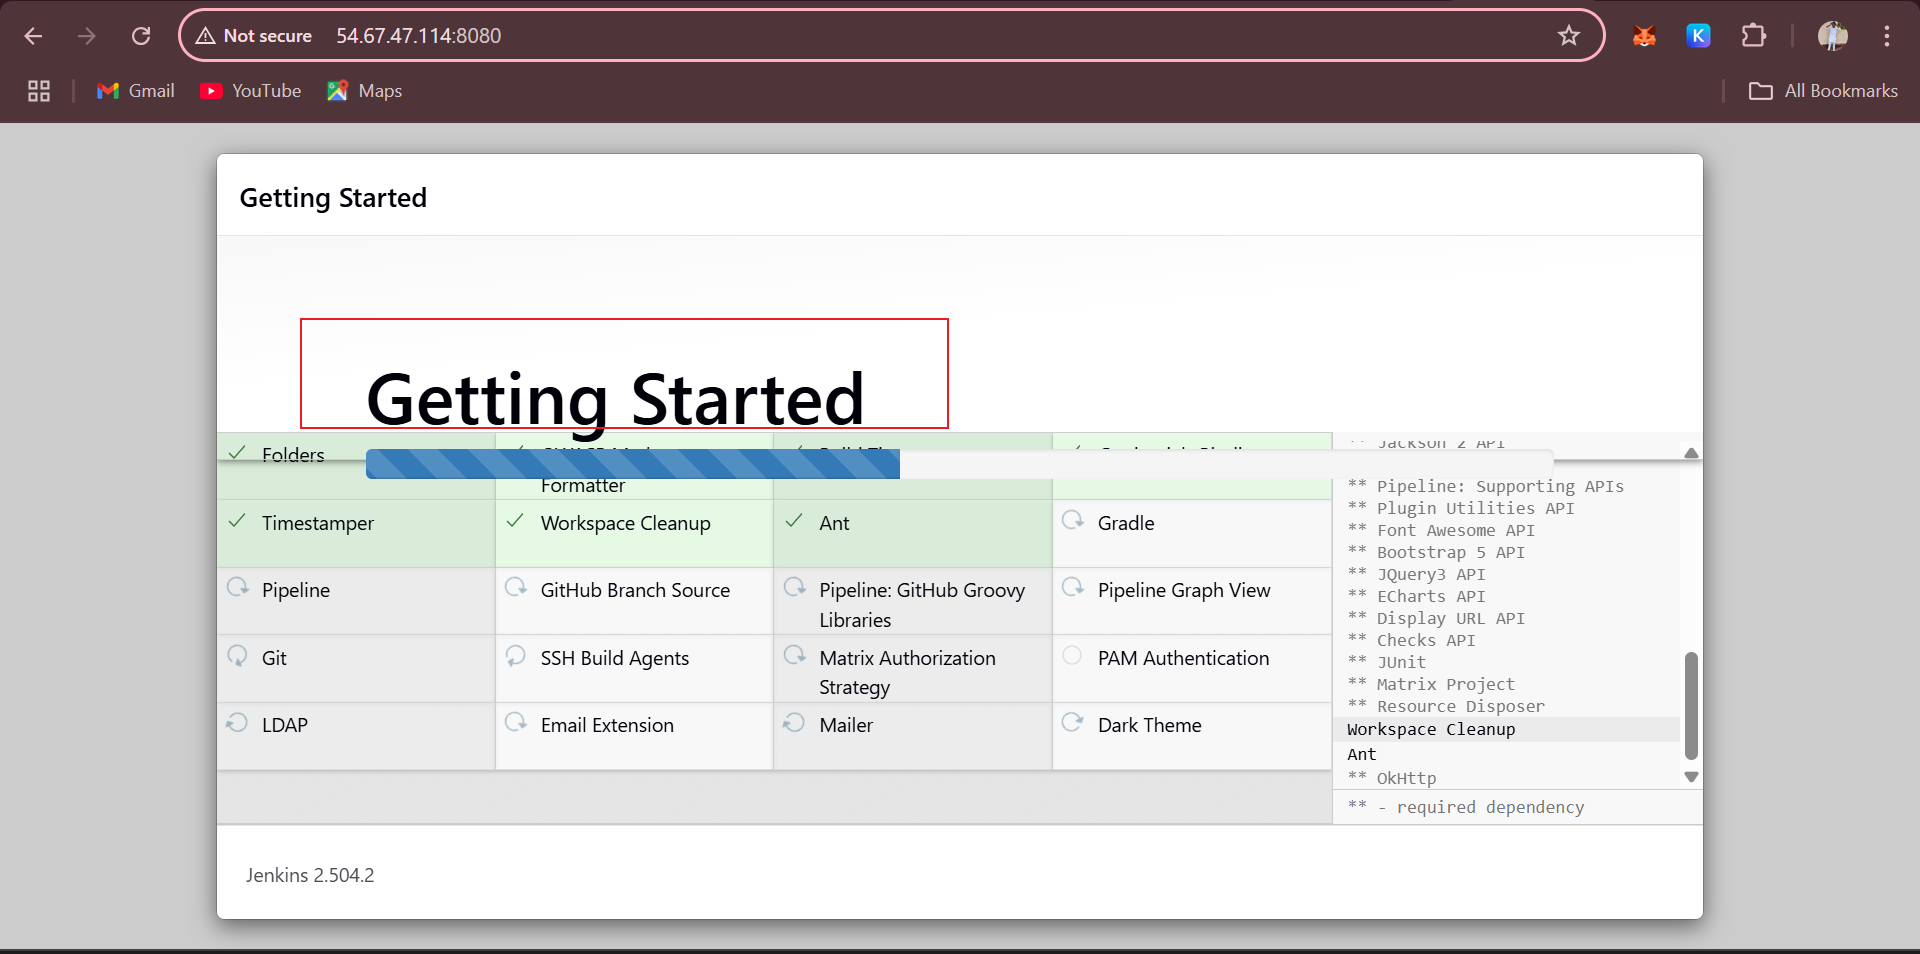 Not secure 54.67.47.114:8080
Gmail YouTube Maps All Bookmarks
Getting Started
Getting Started
Folders
Formatter
Timestamper Workspace Cleanup Ant Gradle
Pipeline GitHub Branch Source Pipeline: GitHub Groovy Libraries Pipeline Graph View
Git SSH Build Agents Matrix Authorization Strategy PAM Authentication
LDAP Email Extension Mailer Dark Theme
** Jackson 2 API
** Pipeline: Supporting APIs
** Plugin Utilities API
** Font Awesome API
** Bootstrap 5 API
** JQuery3 API
** ECharts API
** Display URL API
** Checks API
** JUnit
** Matrix Project
** Resource Disposer
Workspace Cleanup
Ant
** OkHttp
** - required dependency
Jenkins 2.504.2